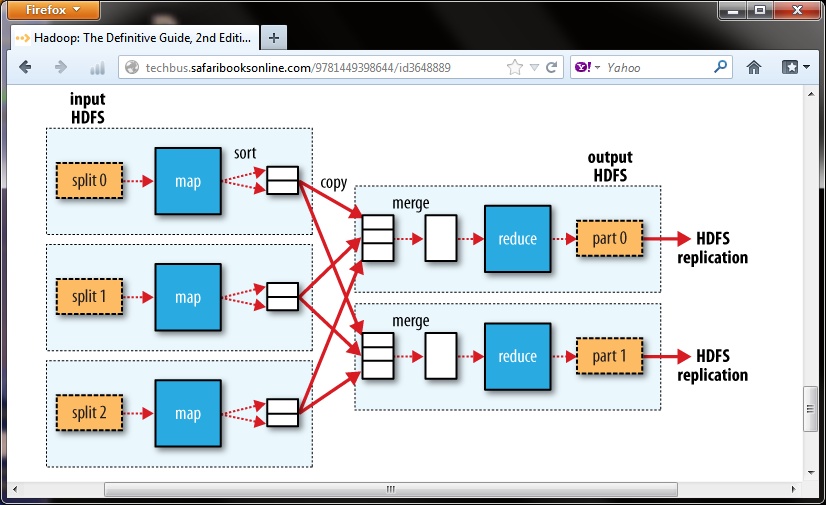 Firefox
Hadoop: The Definitive Guide, 2nd Editi...
techbus.safaribooksonline.com/9781449398644/id3648889
Yahoo
input
HDFS
split 0
map
sort
copy
split 1
map
split 2
map
output
HDFS
merge
reduce
part 0
HDFS
replication
merge
reduce
part 1
HDFS
replication